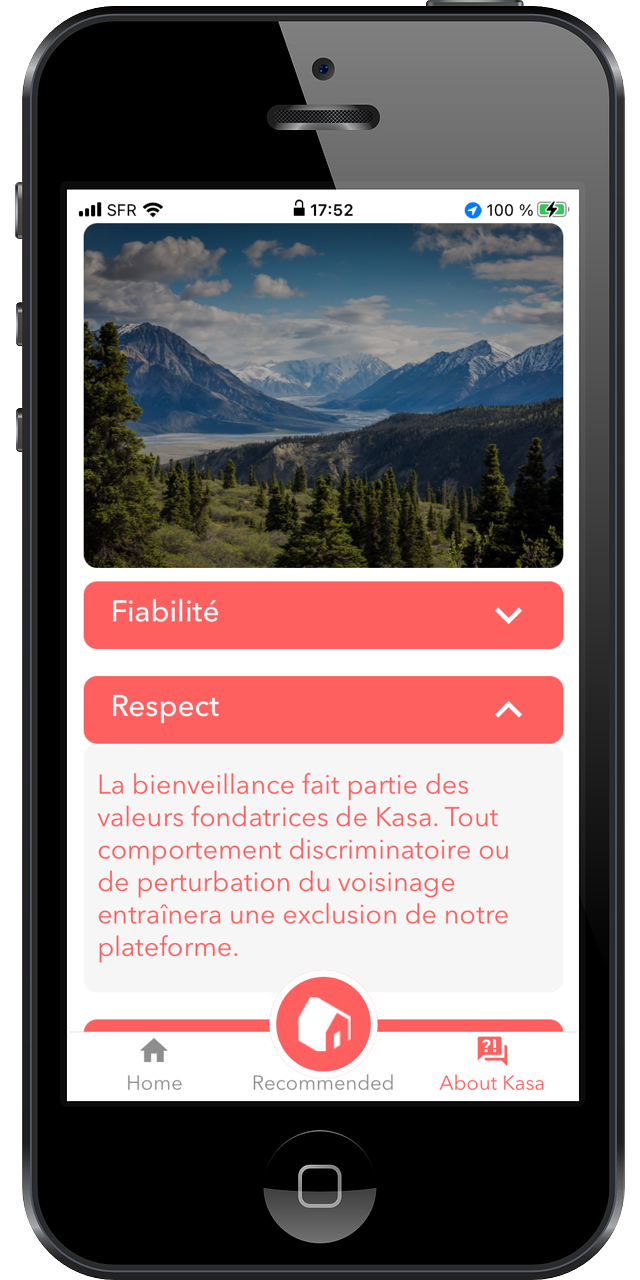 SFR 17:52 100 %
Fiabilité
Respect
La bienveillance fait partie des
valeurs fondatrices de Kasa. Tout
comportement discriminatoire ou
de perturbation du voisinage
entraînera une exclusion de notre
plateforme.
?!
Home Recommended About Kasa